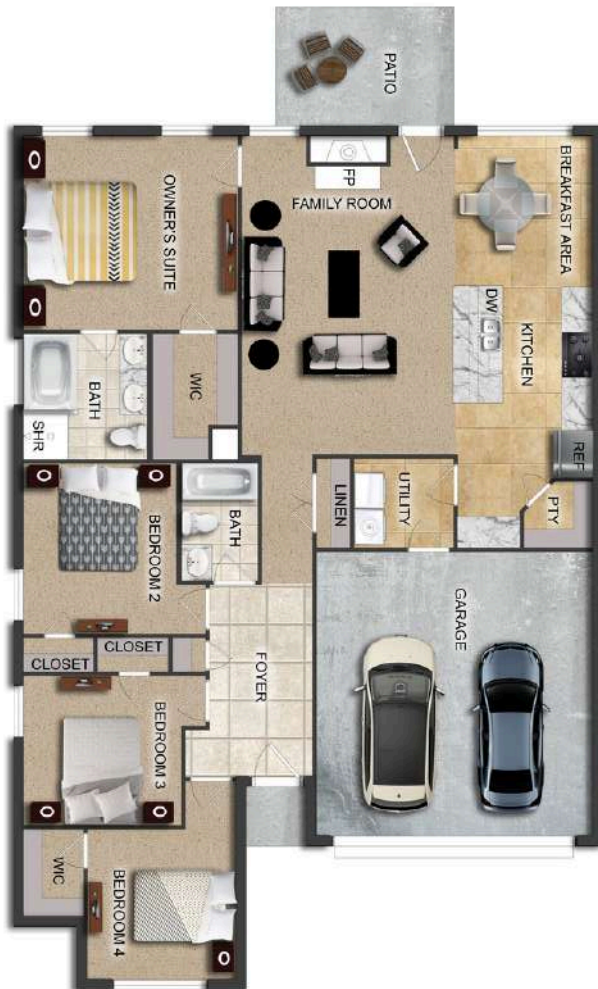 PATIO
BREAKFAST AREA
FP
FAMILY ROOM
OWNER'S SUITE
DW
KITCHEN
BATH
WIC
SHR
REF
LINEN
UTILITY
PTY
BEDROOM 2
BATH
GARAGE
CLOSET
CLOSET
FOYER
BEDROOM 3
WIC
BEDROOM 4